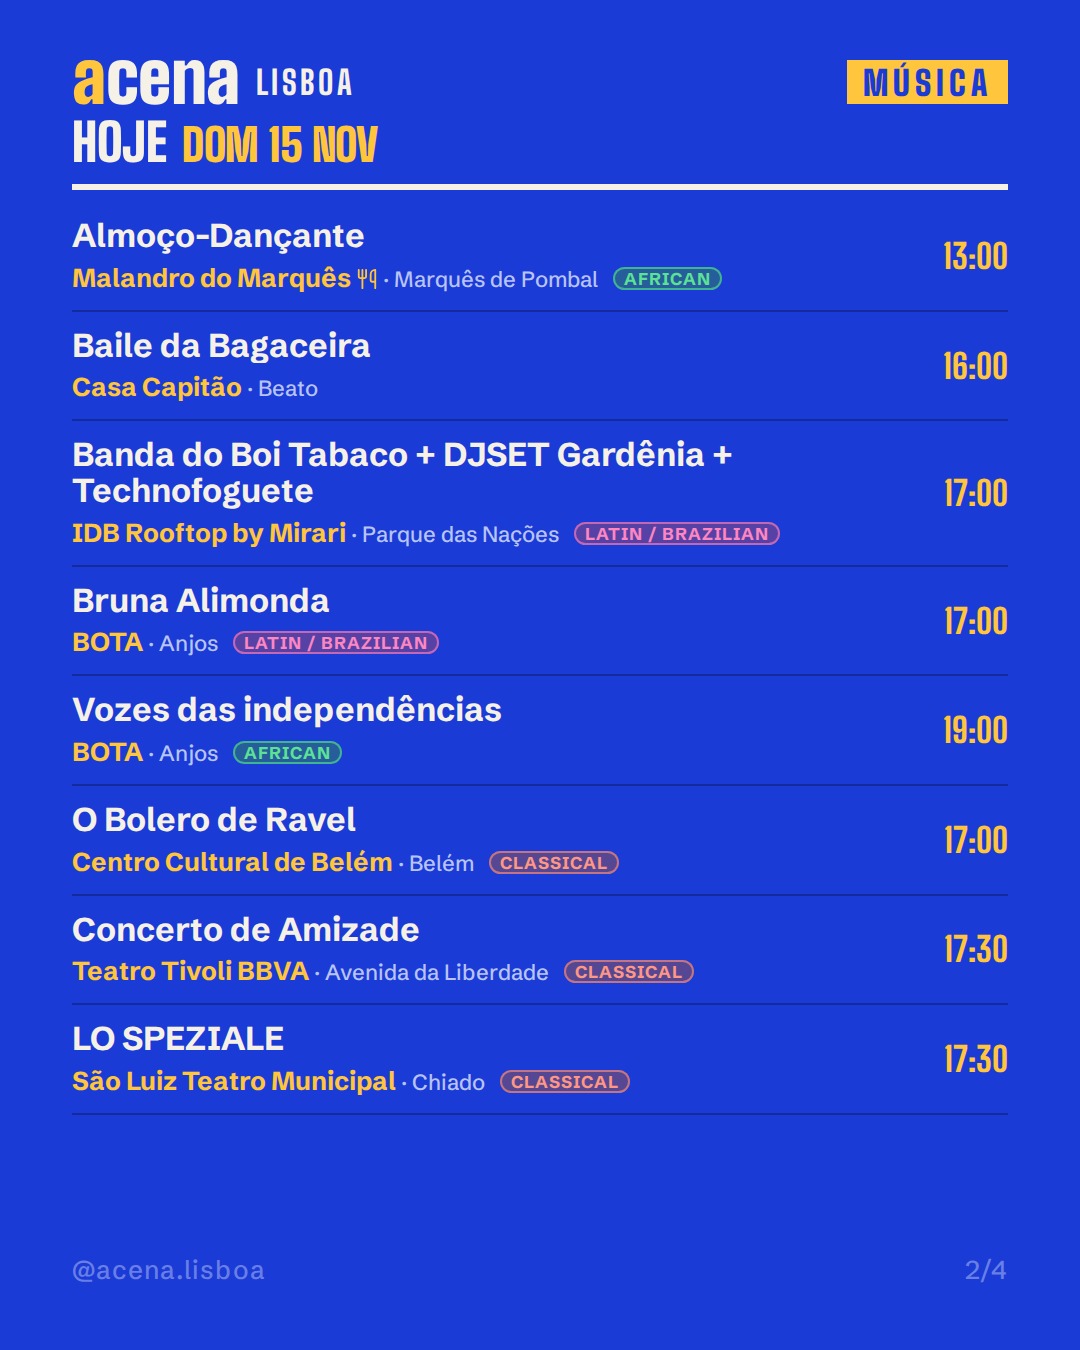 acena LISBOA
MÚSICA
HOJE DOM 15 NOV
Almoço-Dançante
Malandro do Marquês · Marquês de Pombal AFRICAN
13:00
Baile da Bagaceira
Casa Capitão · Beato
16:00
Banda do Boi Tabaco + DJSET Gardênia +
Technofoguete
IDB Rooftop by Mirari · Parque das Nações LATIN / BRAZILIAN
17:00
Bruna Alimonda
BOTA · Anjos LATIN / BRAZILIAN
17:00
Vozes das independências
BOTA · Anjos AFRICAN
19:00
O Bolero de Ravel
Centro Cultural de Belém · Belém CLASSICAL
17:00
Concerto de Amizade
Teatro Tivoli BBVA · Avenida da Liberdade CLASSICAL
17:30
LO SPEZIALE
São Luiz Teatro Municipal · Chiado CLASSICAL
17:30
@acena.lisboa
2/4